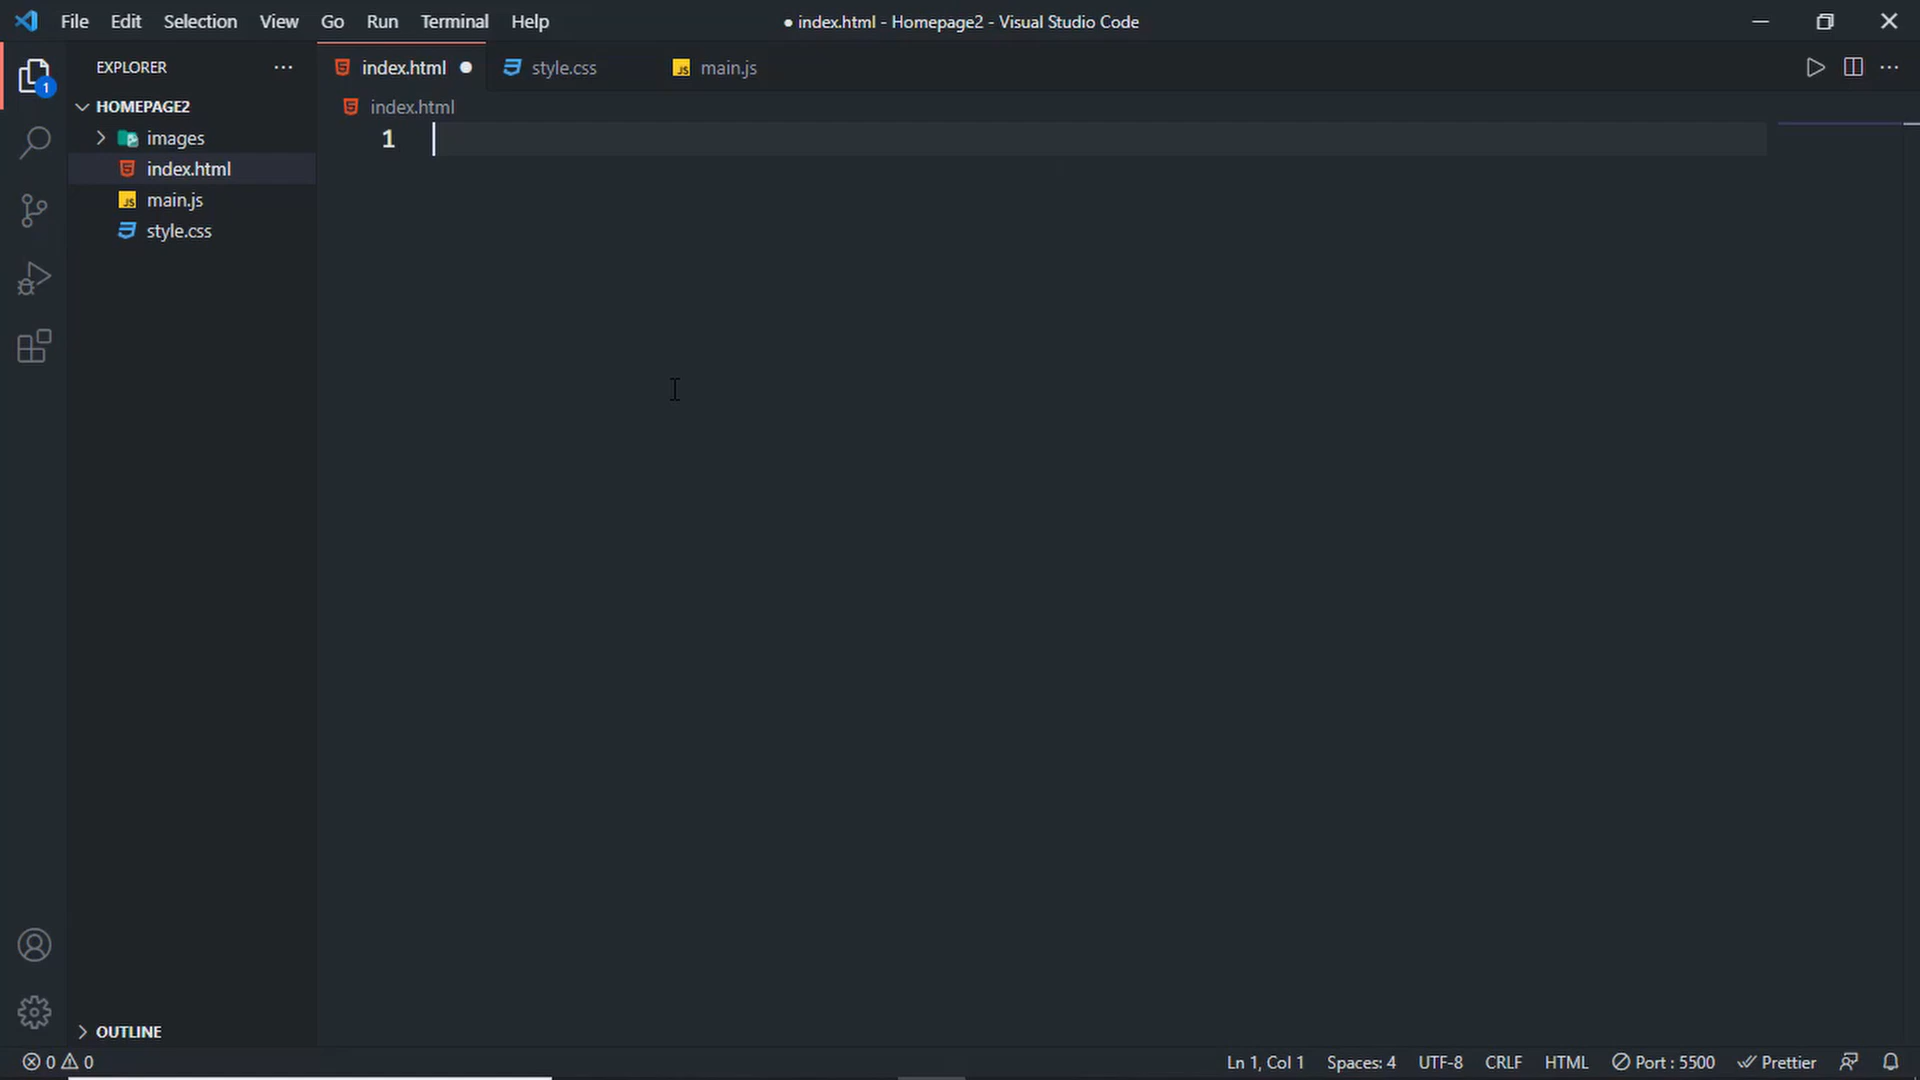 File Edit Selection View Go Run Terminal Help
● index.html - Homepage2 - Visual Studio Code
EXPLORER
index.html
style.css
main.js
HOMEPAGE2
images
index.html
main.js
style.css
index.html
1
1
OUTLINE
0 0
Ln 1, Col 1
Spaces: 4
UTF-8
CRLF
HTML
Port : 5500
Prettier